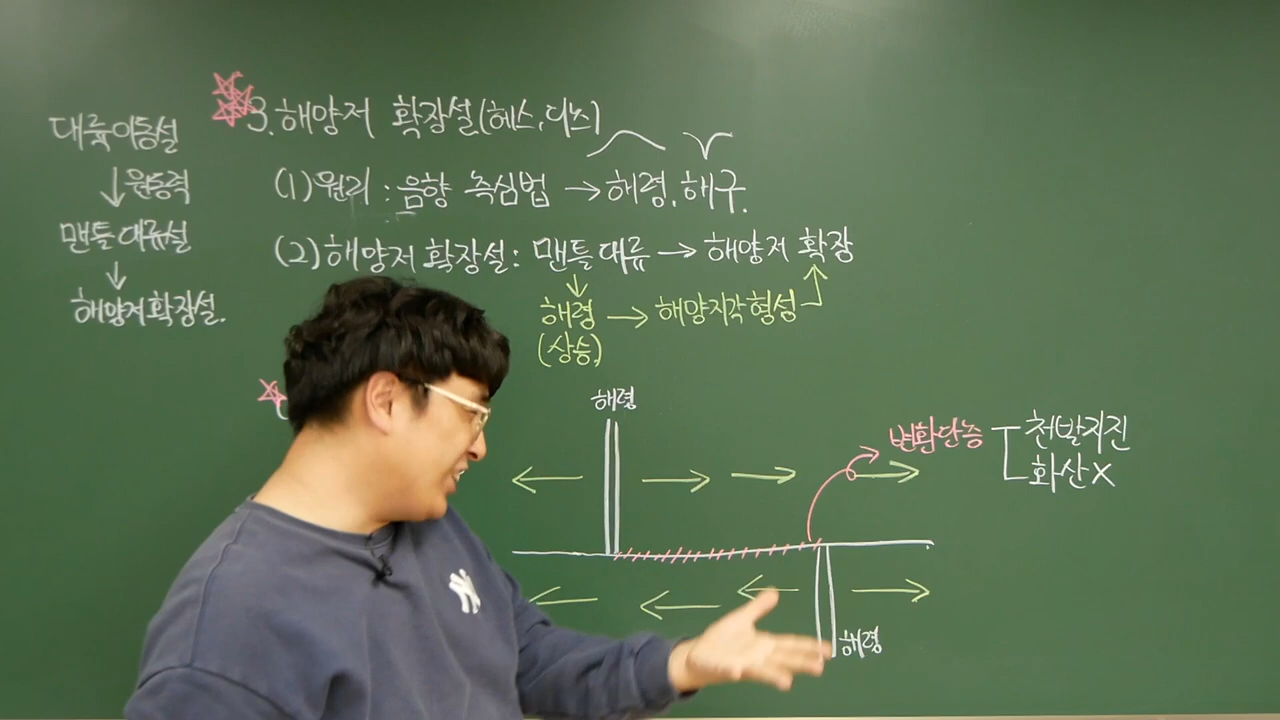 대륙이동설
↓ 원동력
맨틀대류설
↓
해양저확장설.
3. 해양저 확장설(헤스, 디츠)
(1) 원리 : 음향 측심법 → 해령, 해구.
(2) 해양저 확장설 : 맨틀대류 → 해양저 확장
해령 → 해양지각 형성
(상승)
해령
변환단층
천발지진
화산X
해령
NY